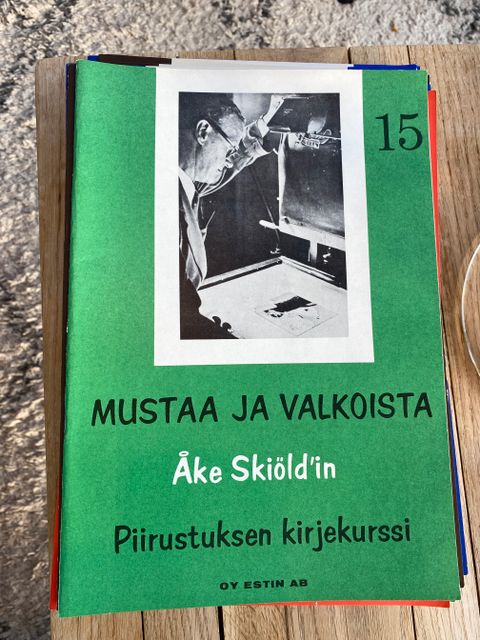 15
MUSTAA JA VALKOISTA
Åke Skiöld'in
Piirustuksen kirjekurssi
OY ESTIN AB